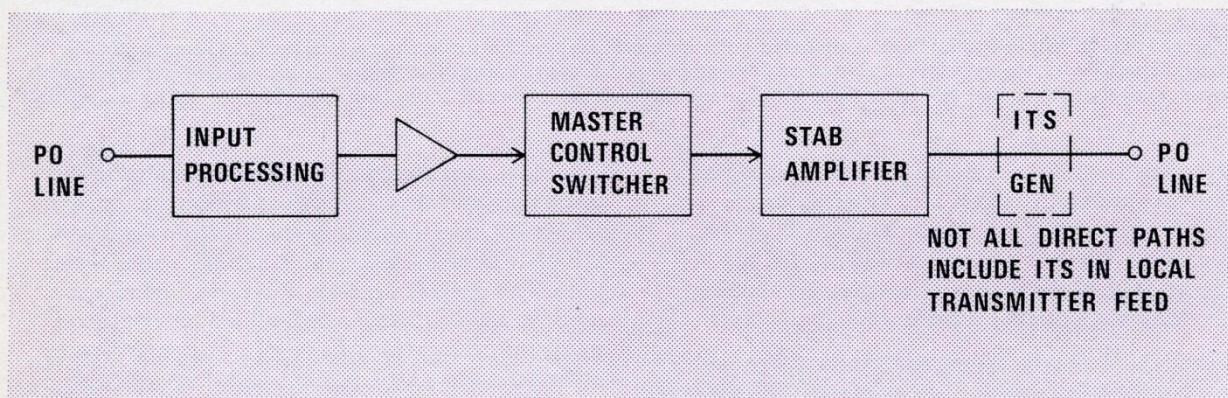 PO
LINE
INPUT
PROCESSING
MASTER
CONTROL
SWITCHER
STAB
AMPLIFIER
ITS
GEN
PO
LINE
NOT ALL DIRECT PATHS
INCLUDE ITS IN LOCAL
TRANSMITTER FEED